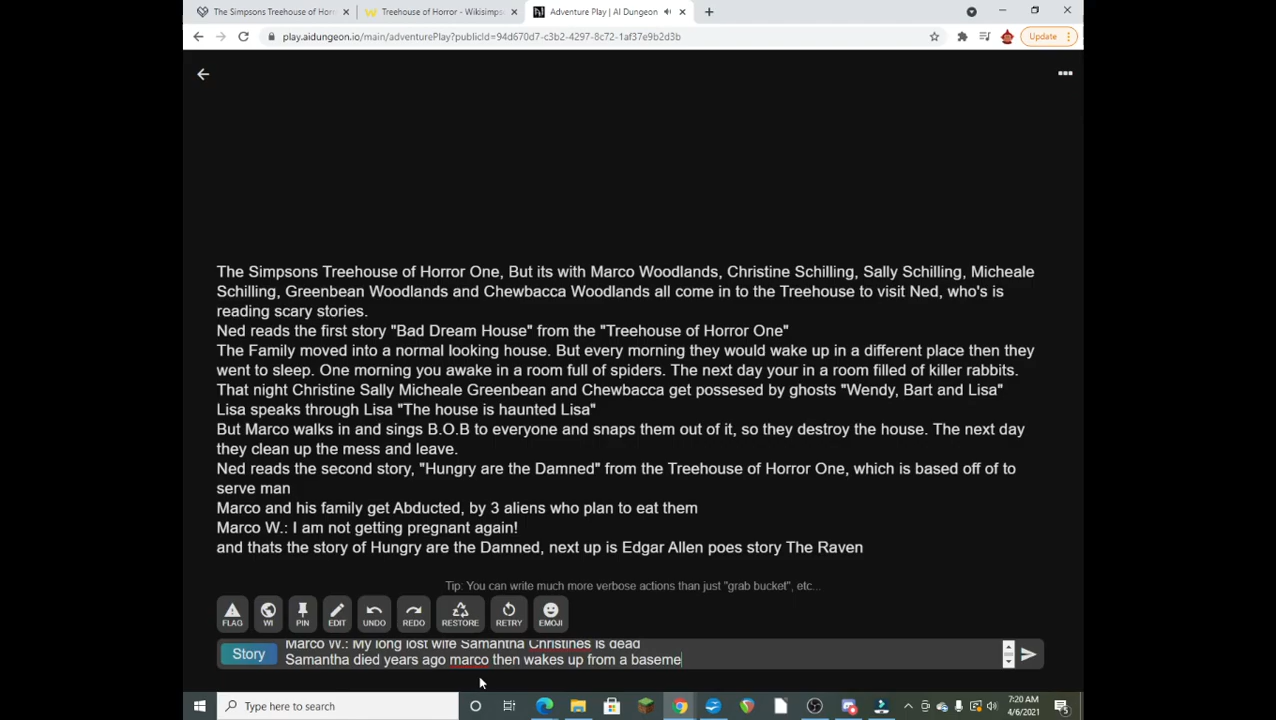 The Simpsons Treehouse of Horr
Treehouse of Horror - Wikisimps
Adventure Play | AI Dungeon
play.aidungeon.io/main/adventurePlay?publicId=94d670d7-c3b2-4297-8c72-1af37e9b2d3b
Update
The Simpsons Treehouse of Horror One, But its with Marco Woodlands, Christine Schilling, Sally Schilling, Micheale
Schilling, Greenbean Woodlands and Chewbacca Woodlands all come in to the Treehouse to visit Ned, who's is
reading scary stories.
Ned reads the first story "Bad Dream House" from the "Treehouse of Horror One"
The Family moved into a normal looking house. But every morning they would wake up in a different place then they
went to sleep. One morning you awake in a room full of spiders. The next day your in a room filled of killer rabbits.
That night Christine Sally Micheale Greenbean and Chewbacca get possesed by ghosts "Wendy, Bart and Lisa"
Lisa speaks through Lisa "The house is haunted Lisa"
But Marco walks in and sings B.O.B to everyone and snaps them out of it, so they destroy the house. The next day
they clean up the mess and leave.
Ned reads the second story, "Hungry are the Damned" from the Treehouse of Horror One, which is based off of to
serve man
Marco and his family get Abducted, by 3 aliens who plan to eat them
Marco W.: I am not getting pregnant again!
and thats the story of Hungry are the Damned, next up is Edgar Allen poes story The Raven
Tip: You can write much more verbose actions than just "grab bucket", etc...
FLAG WI PIN EDIT UNDO REDO RESTORE RETRY EMOJI
Marco W.: My long lost wife Samantha Christines is dead
Story
Samantha died years ago marco then wakes up from a baseme
Type here to search
7:20 AM
4/6/2021
5